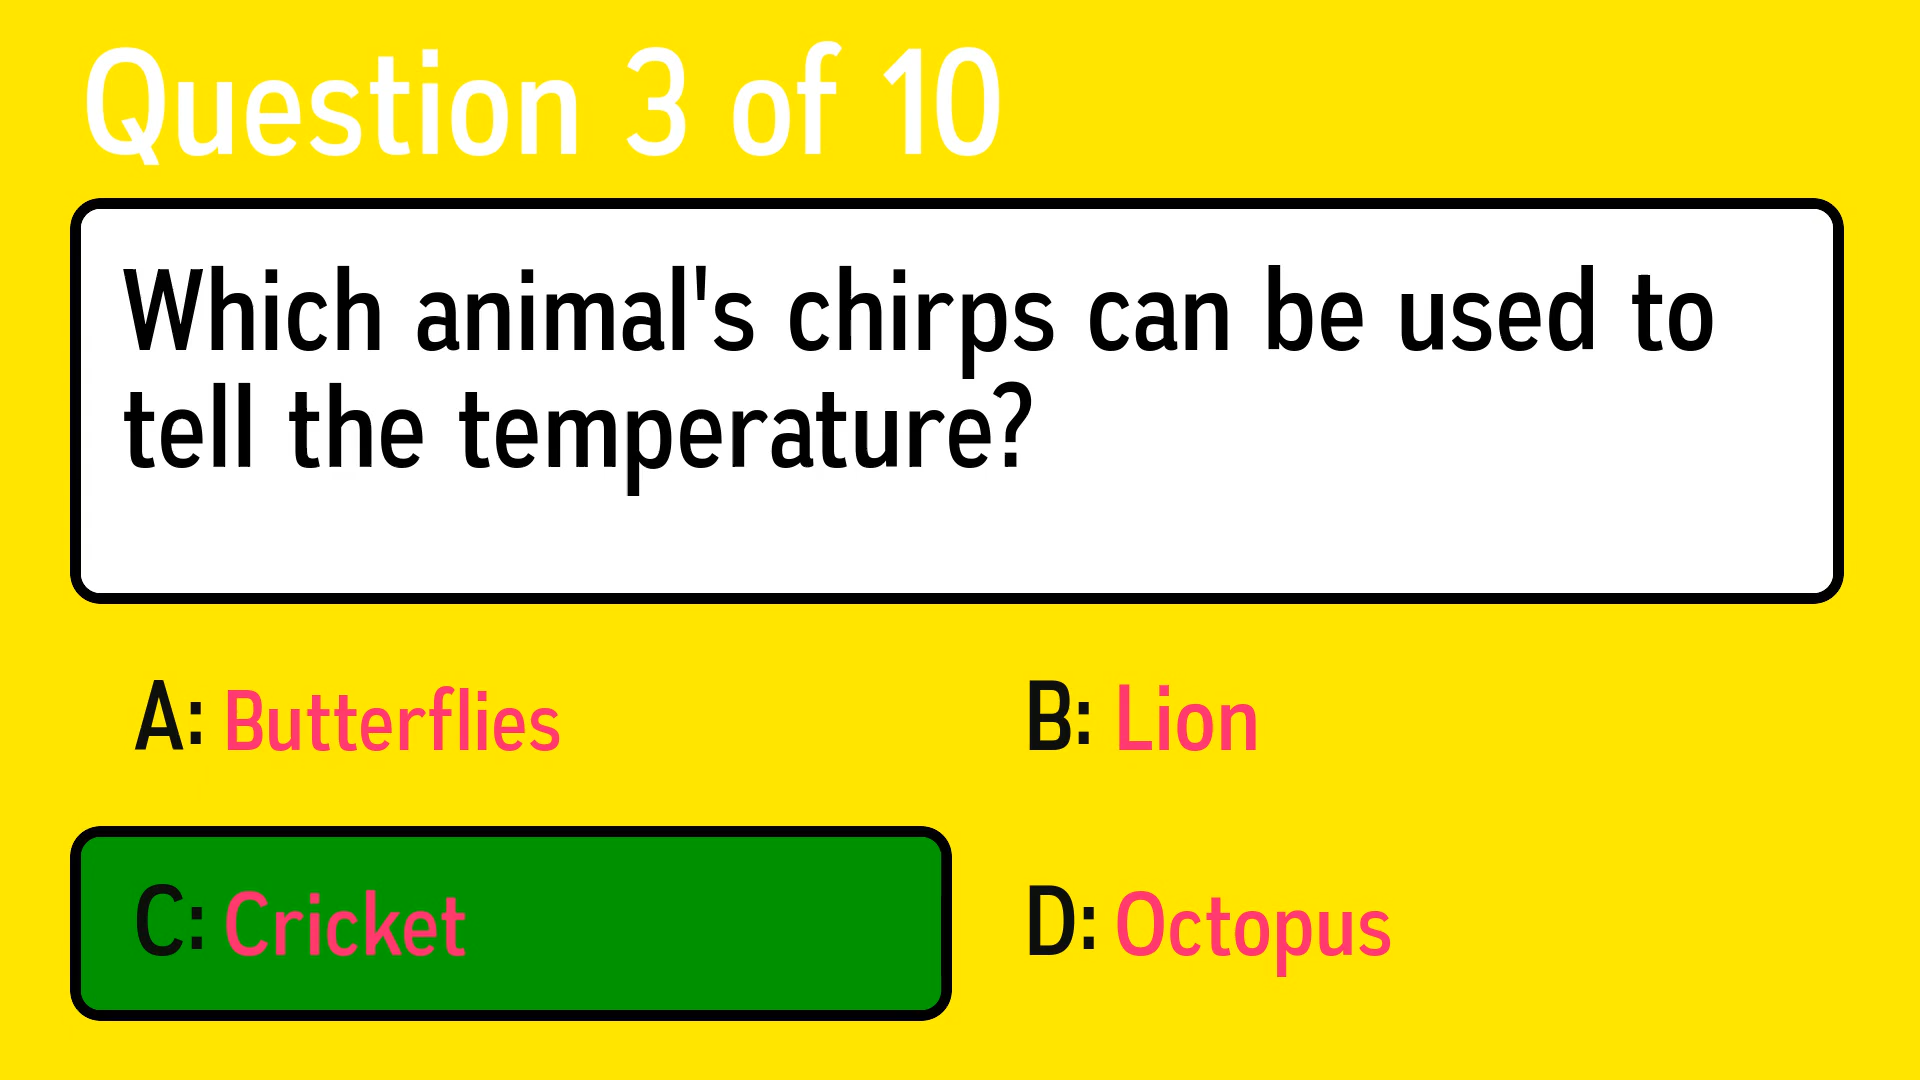 Question 3 of 10
Which animal's chirps can be used to
tell the temperature?
A: Butterflies
B: Lion
C: Cricket
D: Octopus